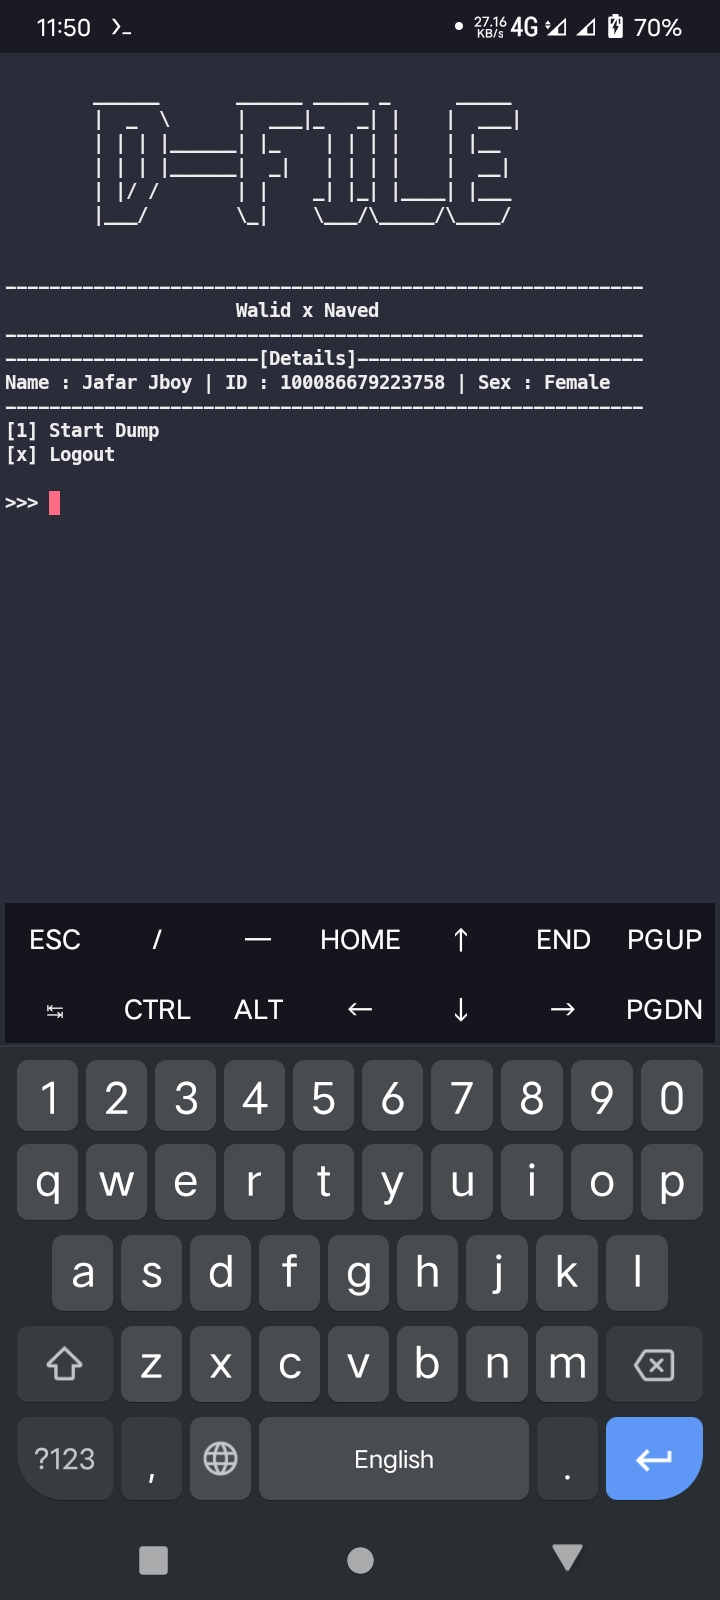 11:50
27.16 KB/s 4G 70%
D-FILE
Walid x Naved
[Details]
Name : Jafar Jboy | ID : 100086679223758 | Sex : Female
[1] Start Dump
[x] Logout
>>>
ESC / — HOME ↑ END PGUP
↹ CTRL ALT ← ↓ → PGDN
1 2 3 4 5 6 7 8 9 0
q w e r t y u i o p
a s d f g h j k l
z x c v b n m
?123 , English .